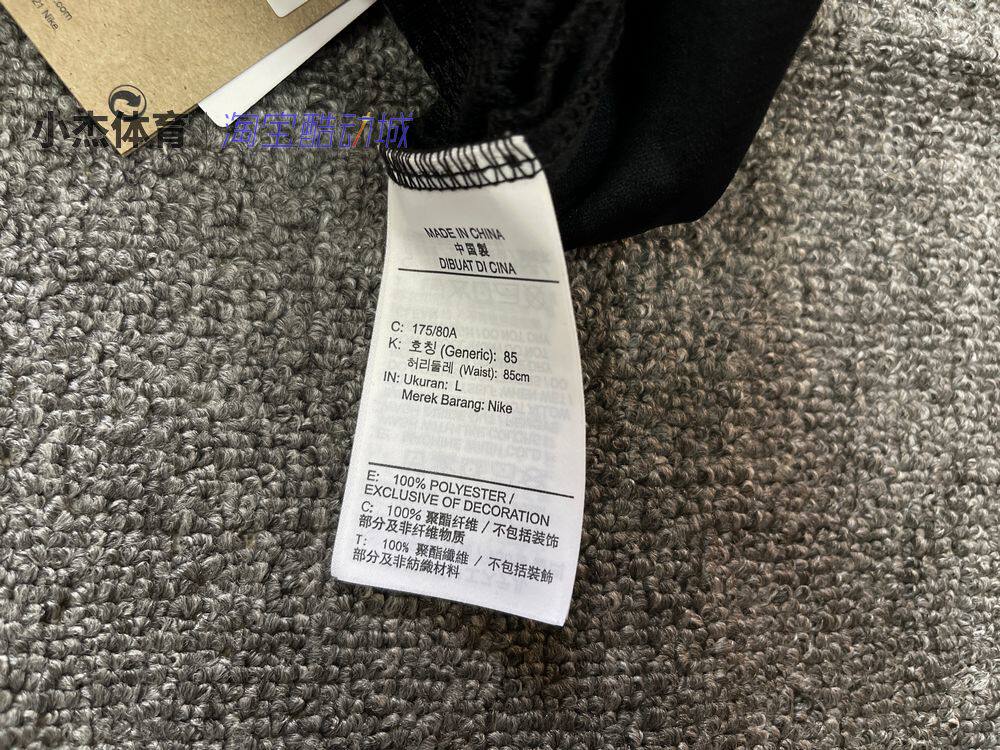 .com
21 Nike
小杰体育
淘宝酷动城
MADE IN CHINA
中国製
DIBUAT DI CINA
C: 175/80A
K: 호칭 (Generic): 85
허리둘레 (Waist): 85cm
IN: Ukuran: L
Merek Barang: Nike
E: 100% POLYESTER /
EXCLUSIVE OF DECORATION
C: 100% 聚酯纤维 / 不包括装饰
部分及非纤维物质
T: 100% 聚酯纖維 / 不包括裝飾
部分及非紡織材料